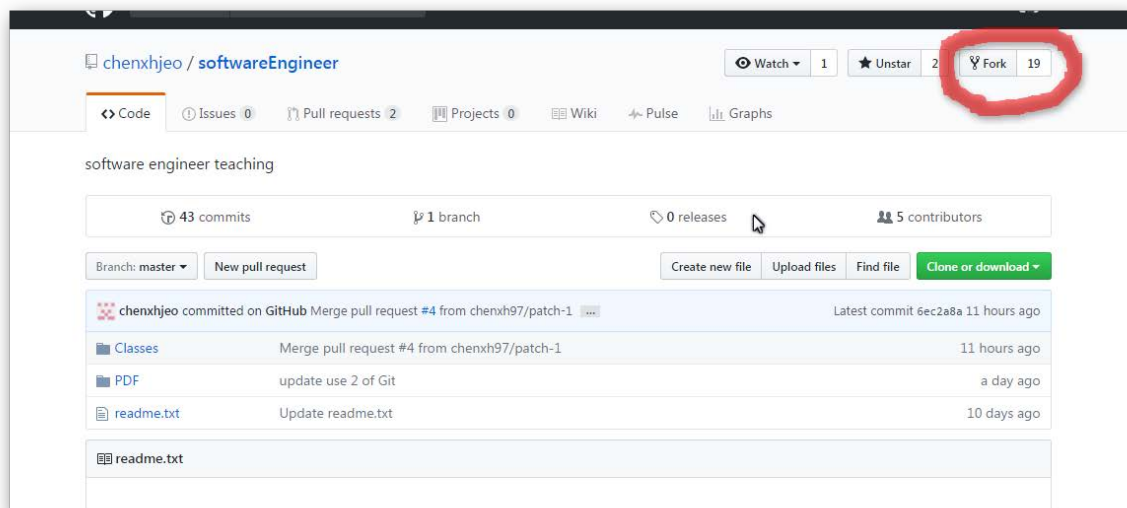 chenxhjeo / softwareEngineer Watch 1 Unstar 2 Fork 19
Code Issues 0 Pull requests 2 Projects 0 Wiki Pulse Graphs
software engineer teaching
43 commits 1 branch 0 releases 5 contributors
Branch: master New pull request Create new file Upload files Find file Clone or download
chenxhjeo committed on GitHub Merge pull request #4 from chenxh97/patch-1 ... Latest commit 6ec2a8a 11 hours ago
Classes Merge pull request #4 from chenxh97/patch-1 11 hours ago
PDF update use 2 of Git a day ago
readme.txt Update readme.txt 10 days ago
readme.txt